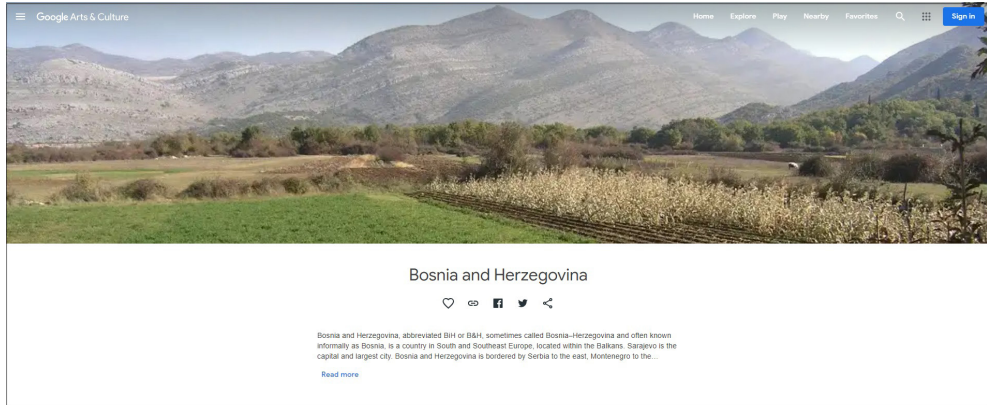 Google Arts & Culture
Home Explore Play Nearby Favorites Sign in
Bosnia and Herzegovina
Bosnia and Herzegovina, abbreviated BiH or B&H, sometimes called Bosnia–Herzegovina and often known
informally as Bosnia, is a country in South and Southeast Europe, located within the Balkans. Sarajevo is the
capital and largest city. Bosnia and Herzegovina is bordered by Serbia to the east, Montenegro to the…
Read more